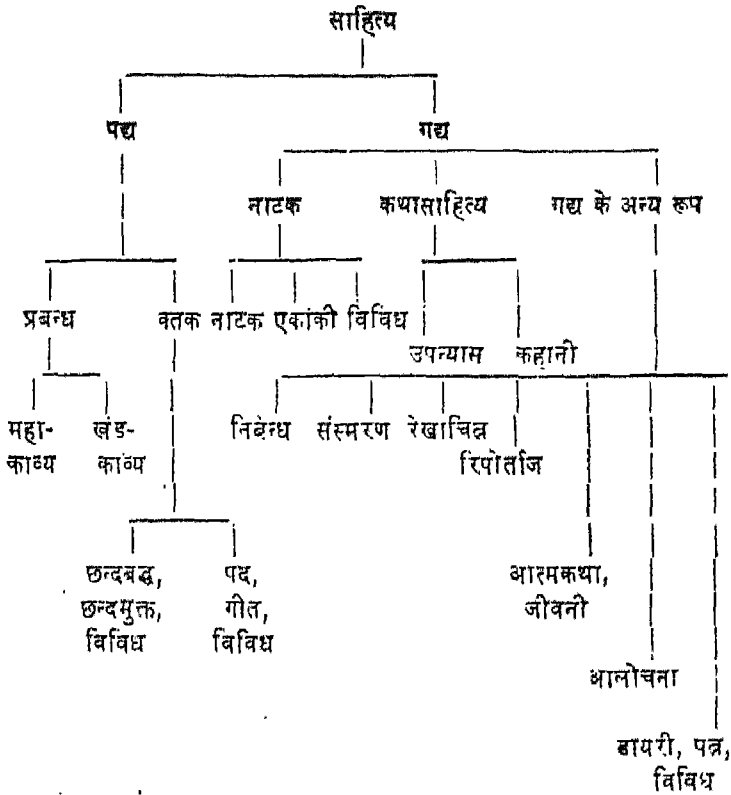 साहित्य
पद्य गद्य
नाटक कथासाहित्य गद्य के अन्य रूप
प्रबन्ध वतक नाटक एकांकी विविध
उपन्यास कहानी
महा- खंड- निबन्ध संस्मरण रेखाचित्र
काव्य काव्य रिपोर्ताज
छन्दबद्ध, पद, आत्मकथा,
छन्दमुक्त, गीत, जीवनी
विविध विविध
आलोचना
डायरी, पत्र,
विविध